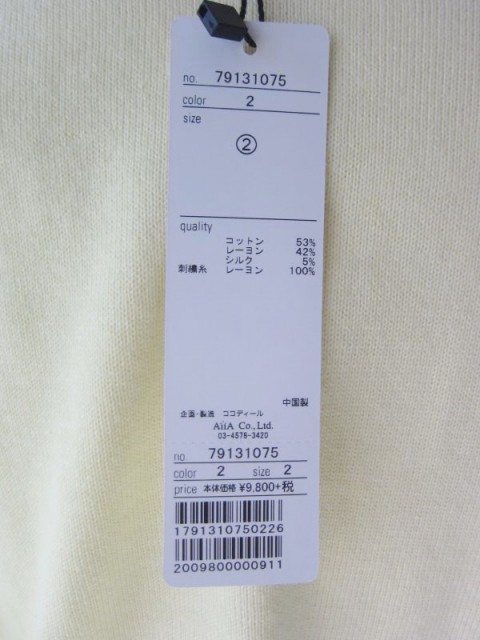 no. 79131075
color 2
size
②
quality
コットン 53%
レーヨン 42%
シルク 5%
刺繍糸 レーヨン 100%
中国製
企画・製造 ココディール
AiiA Co.,Ltd.
03-4576-3420
no. 79131075
color 2 size 2
price 本体価格 ¥9,800+税
1791310750226
2009800000911